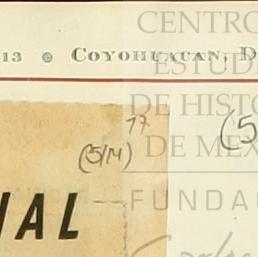 CENTRO
13 • COYOHUACAN, D
ESTUD
DE HISTO
DE MEX
17
(5/M)
(5
FUNDA
IAL